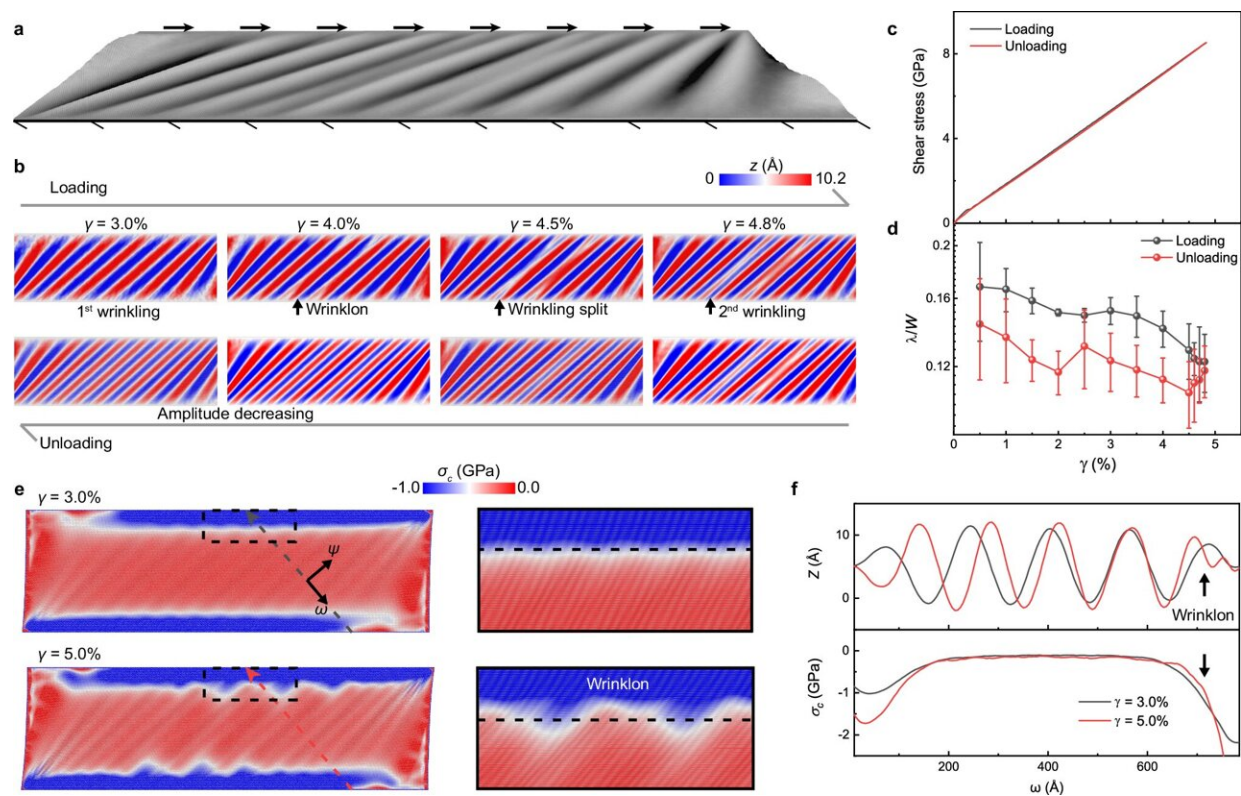 a
b
Loading
z (Å)
0 10.2
γ = 3.0% γ = 4.0% γ = 4.5% γ = 4.8%
1st wrinkling Wrinklon Wrinkling split 2nd wrinkling
Amplitude decreasing
Unloading
c
Loading
Unloading
Shear stress (GPa)
8
4
0
d
Loading
Unloading
λ/W
0.2
0.16
0.12
0 1 2 3 4 5
γ (%)
e
σc (GPa)
-1.0 0.0
γ = 3.0%
ψ
ω
γ = 5.0%
Wrinklon
f
Z (Å)
10
0
Wrinklon
σc (GPa)
0
-1
-2
γ = 3.0%
γ = 5.0%
200 400 600
ω (Å)